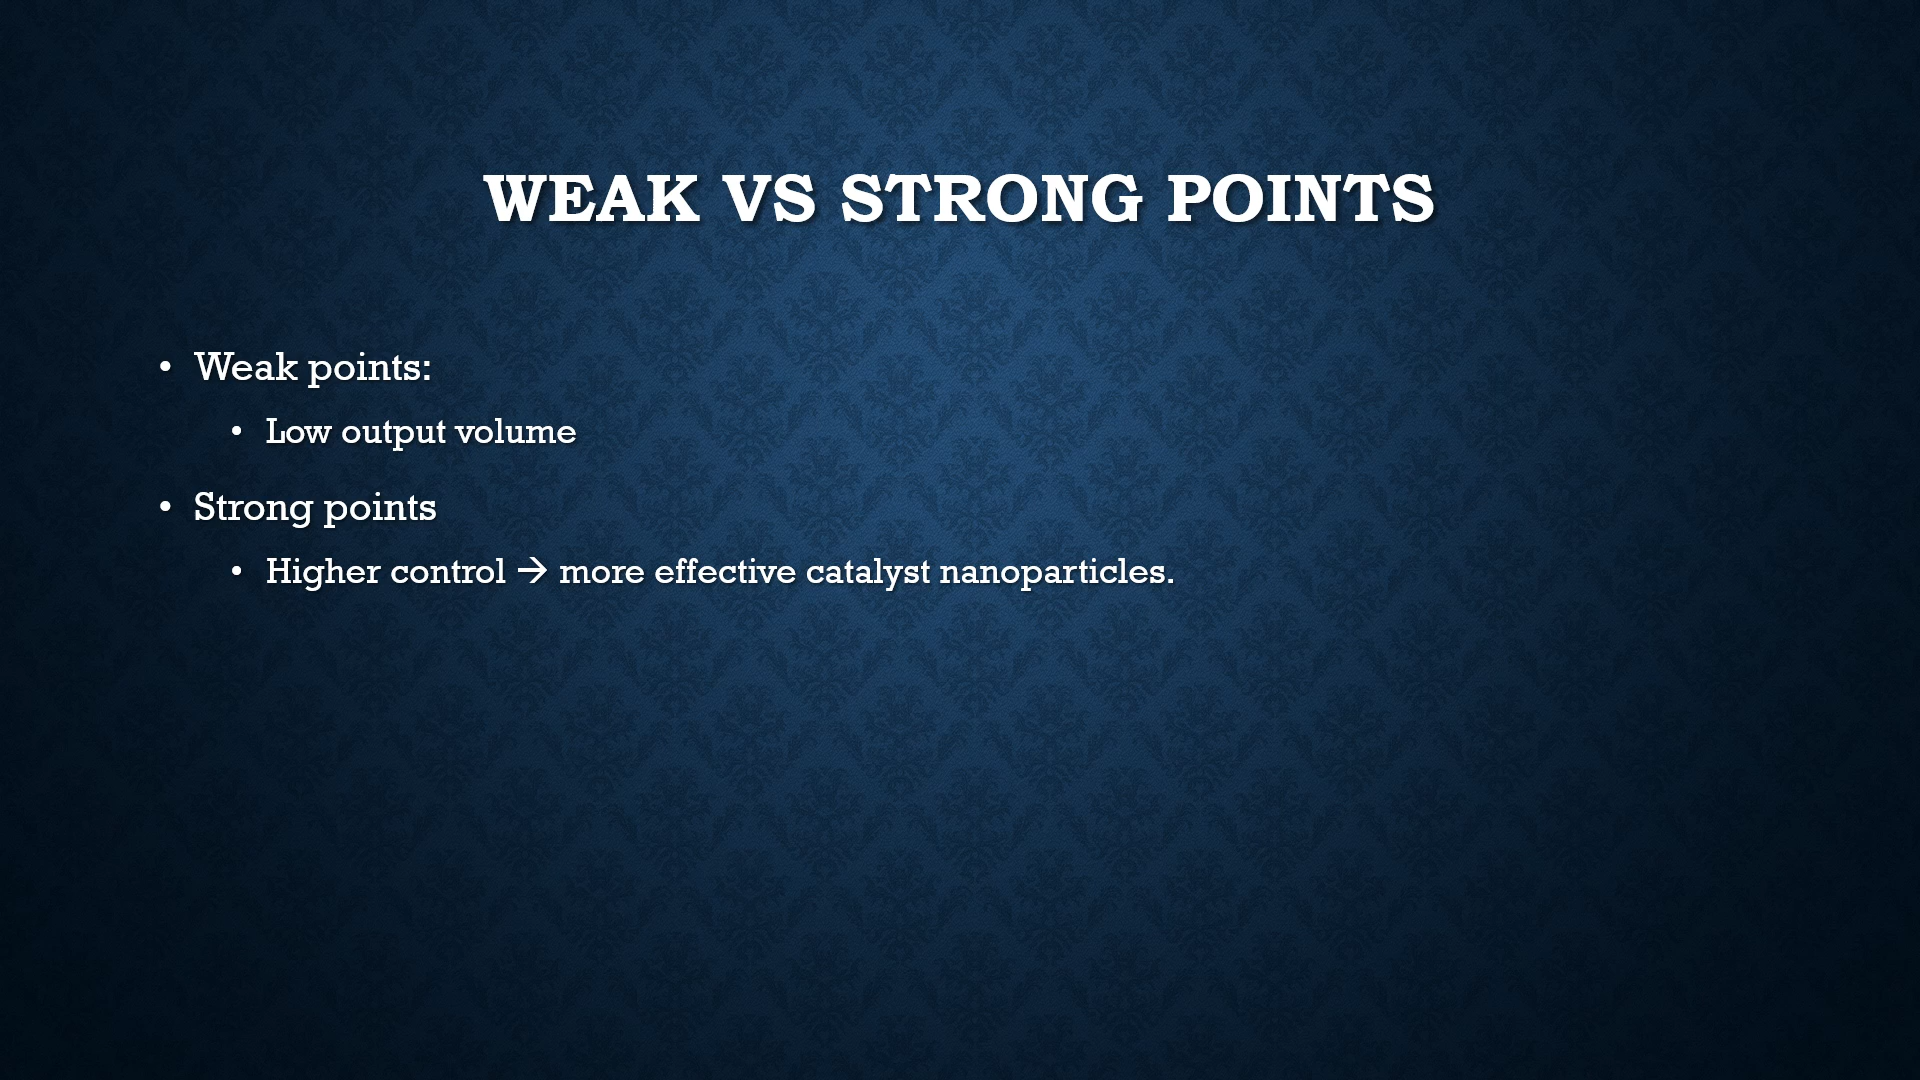 WEAK VS STRONG POINTS
• Weak points:
• Low output volume
• Strong points
• Higher control → more effective catalyst nanoparticles.